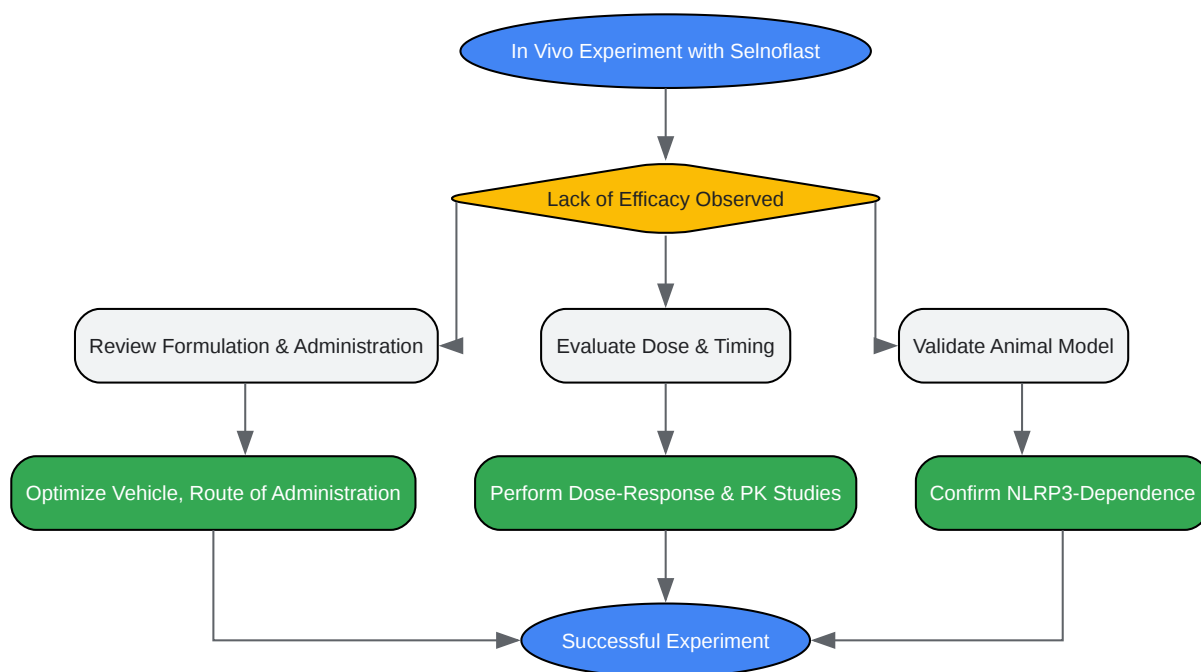 In Vivo Experiment with Selnoflast
Lack of Efficacy Observed
Review Formulation & Administration
Evaluate Dose & Timing
Validate Animal Model
Optimize Vehicle, Route of Administration
Perform Dose-Response & PK Studies
Confirm NLRP3-Dependence
Successful Experiment